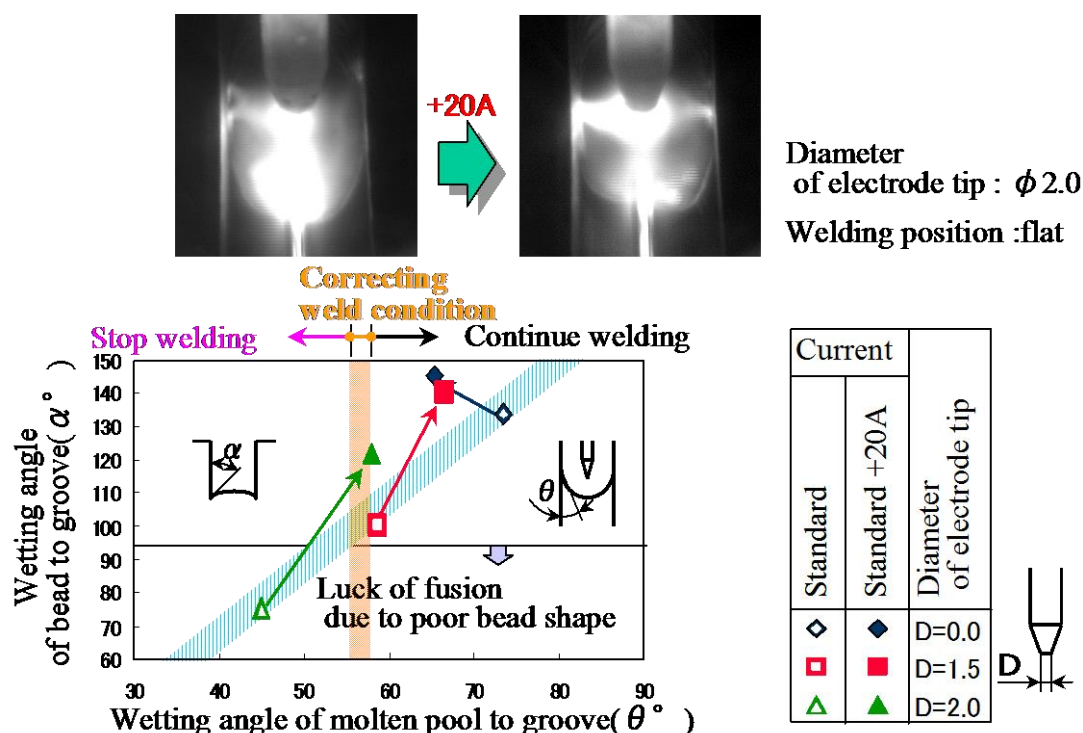 +20A
Diameter
of electrode tip : φ2.0
Welding position :flat
Correcting
weld condition
Stop welding
Continue welding
Wetting angle
of bead to groove(α°)
150
140
130
120
110
100
90
80
70
60
α
θ
Luck of fusion
due to poor bead shape
30 40 50 60 70 80 90
Wetting angle of molten pool to groove(θ°)
Current
Standard
Standard +20A
Diameter
of electrode tip
D=0.0
D=1.5
D=2.0
D